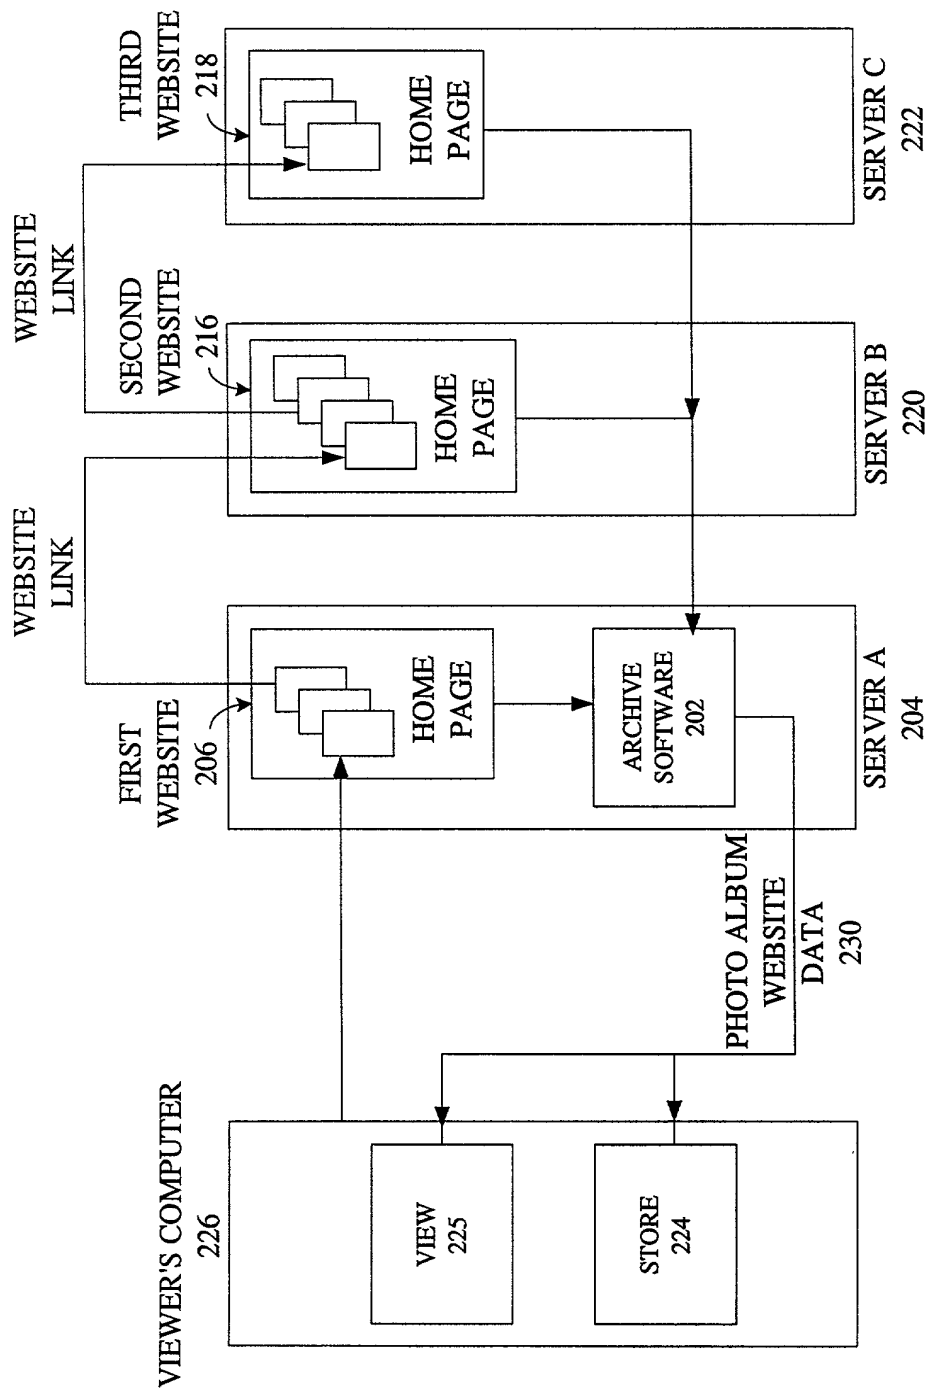 VIEWER'S COMPUTER
226
VIEW
225
STORE
224
PHOTO ALBUM
WEBSITE
DATA
230
FIRST
WEBSITE
206
HOME
PAGE
ARCHIVE
SOFTWARE
202
SERVER A
204
WEBSITE
LINK
SECOND
WEBSITE
216
HOME
PAGE
SERVER B
220
WEBSITE
LINK
THIRD
WEBSITE
218
HOME
PAGE
SERVER C
222